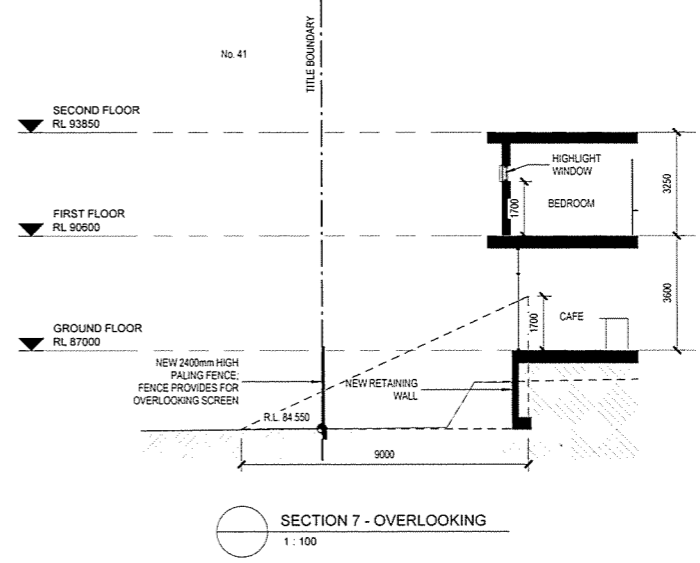 No. 41
TITLE BOUNDARY
SECOND FLOOR
RL 93850
HIGHLIGHT
WINDOW
3250
1700
BEDROOM
FIRST FLOOR
RL 90600
3600
1700
CAFE
GROUND FLOOR
RL 87000
NEW 2400mm HIGH
PALING FENCE;
FENCE PROVIDES FOR
OVERLOOKING SCREEN
NEW RETAINING
WALL
R.L. 84.550
9000
SECTION 7 - OVERLOOKING
1 : 100